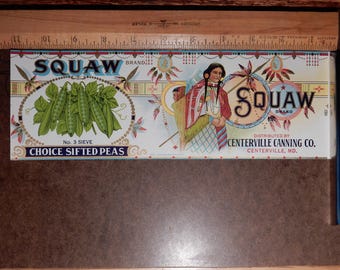 SQUAW
BRAND
No. 3 SIEVE
CHOICE SIFTED PEAS
SQUAW
BRAND
DISTRIBUTED BY
CENTERVILLE CANNING CO.
CENTERVILLE, MD.